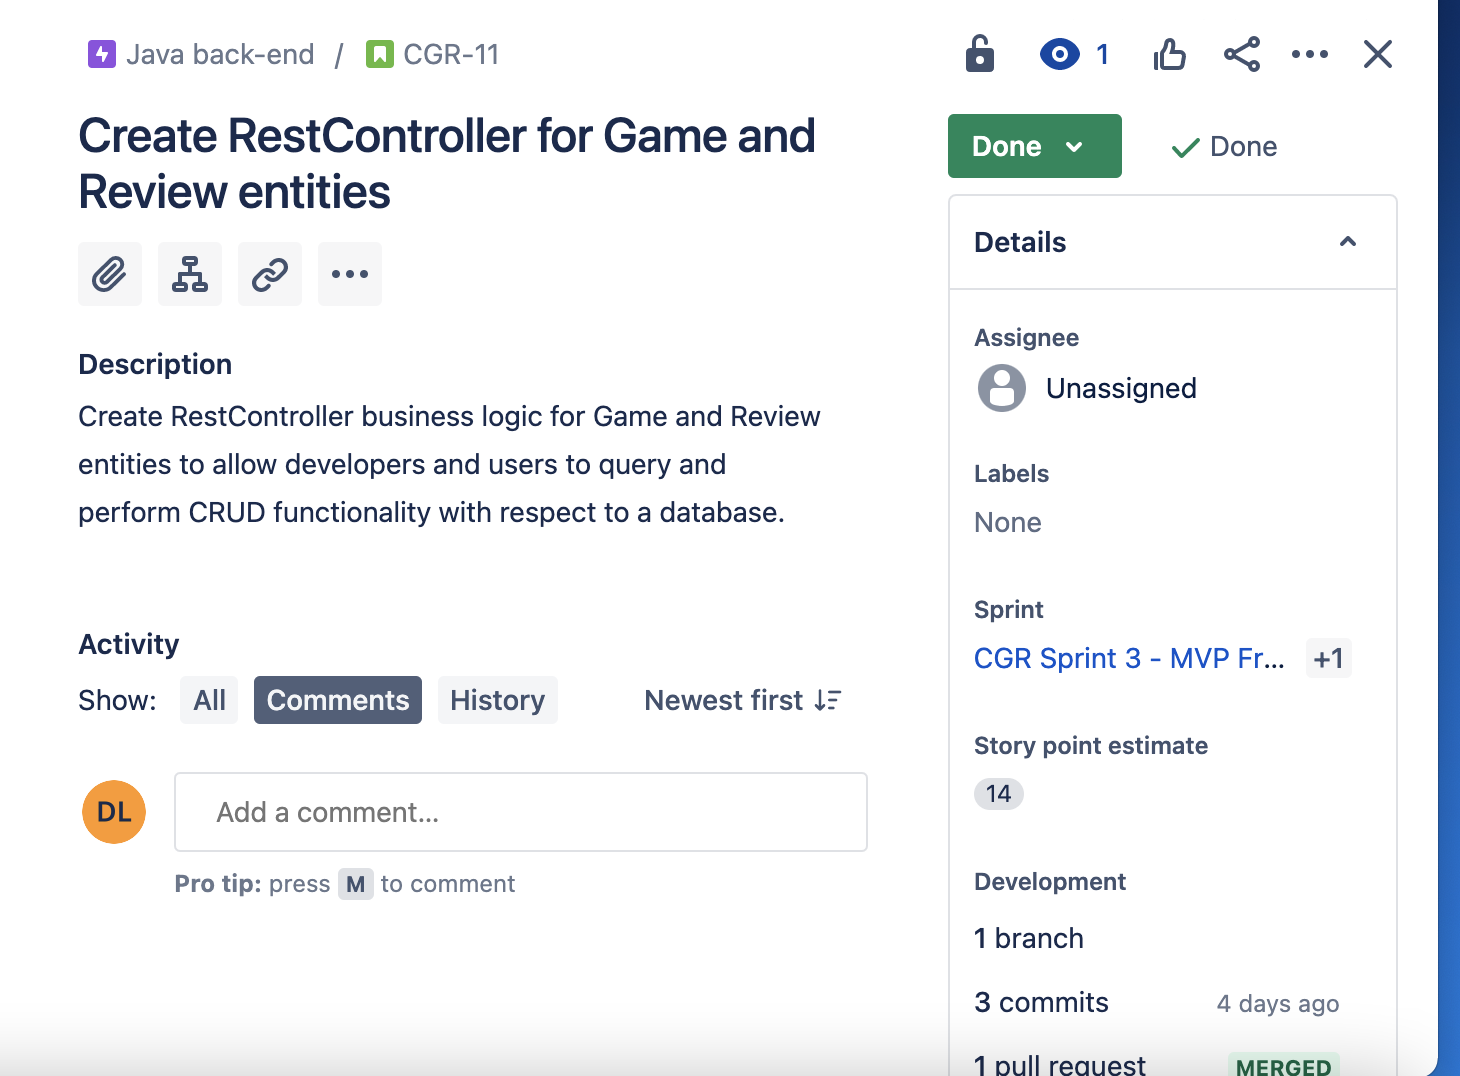 Java back-end / CGR-11
1
Create RestController for Game and
Review entities
Done
Done
Details
Description
Create RestController business logic for Game and Review
entities to allow developers and users to query and
perform CRUD functionality with respect to a database.
Activity
Show: All Comments History Newest first
DL
Add a comment...
Pro tip: press M to comment
Assignee
Unassigned
Labels
None
Sprint
CGR Sprint 3 - MVP Fr... +1
Story point estimate
14
Development
1 branch
3 commits 4 days ago
1 pull request MERGED